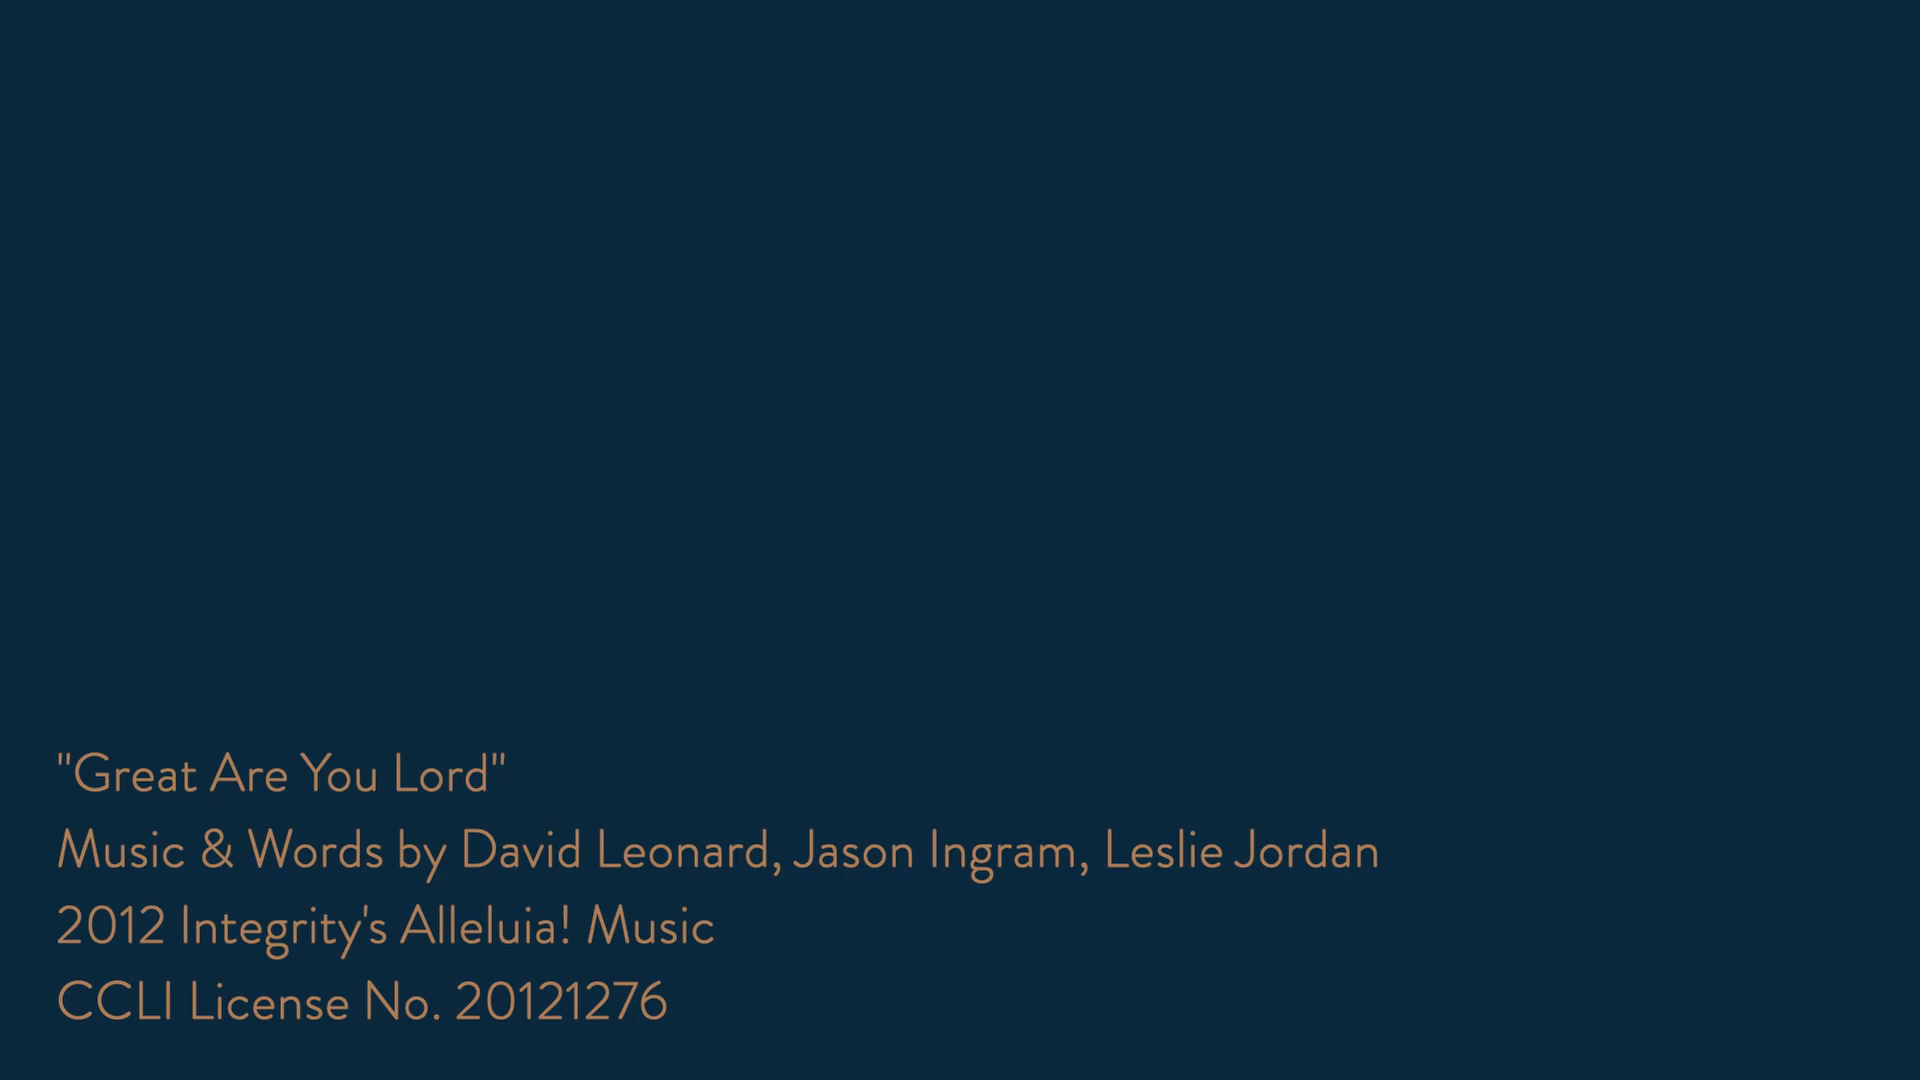 "Great Are You Lord"
Music & Words by David Leonard, Jason Ingram, Leslie Jordan
2012 Integrity's Alleluia! Music
CCLI License No. 20121276